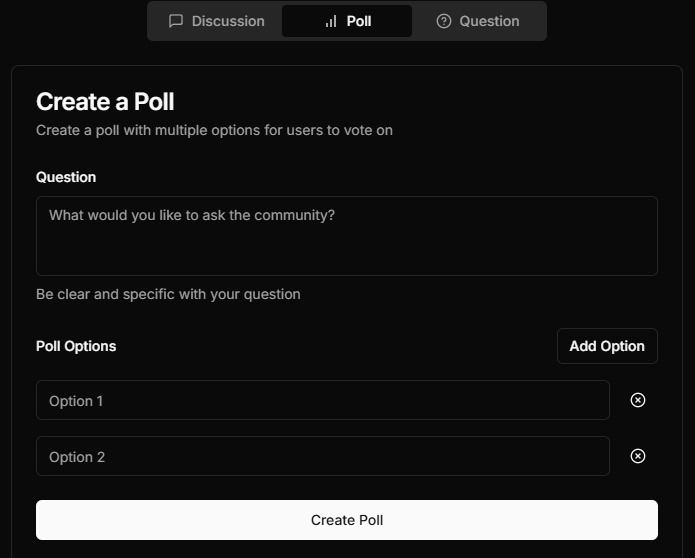 Discussion Poll Question
Create a Poll
Create a poll with multiple options for users to vote on
Question
What would you like to ask the community?
Be clear and specific with your question
Poll Options Add Option
Option 1
Option 2
Create Poll